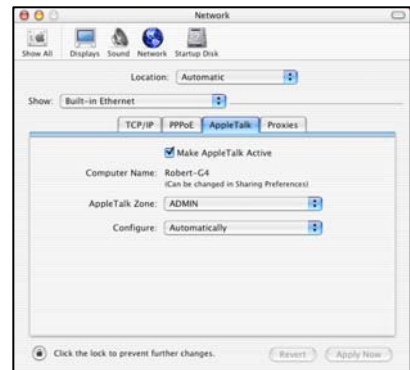 Network
Show All Displays Sound Network Startup Disk
Location: Automatic
Show: Built-in Ethernet
TCP/IP PPPoE AppleTalk Proxies
Make AppleTalk Active
Computer Name: Robert-G4
(Can be changed in Sharing Preferences)
AppleTalk Zone: ADMIN
Configure: Automatically
Click the lock to prevent further changes. Revert Apply Now